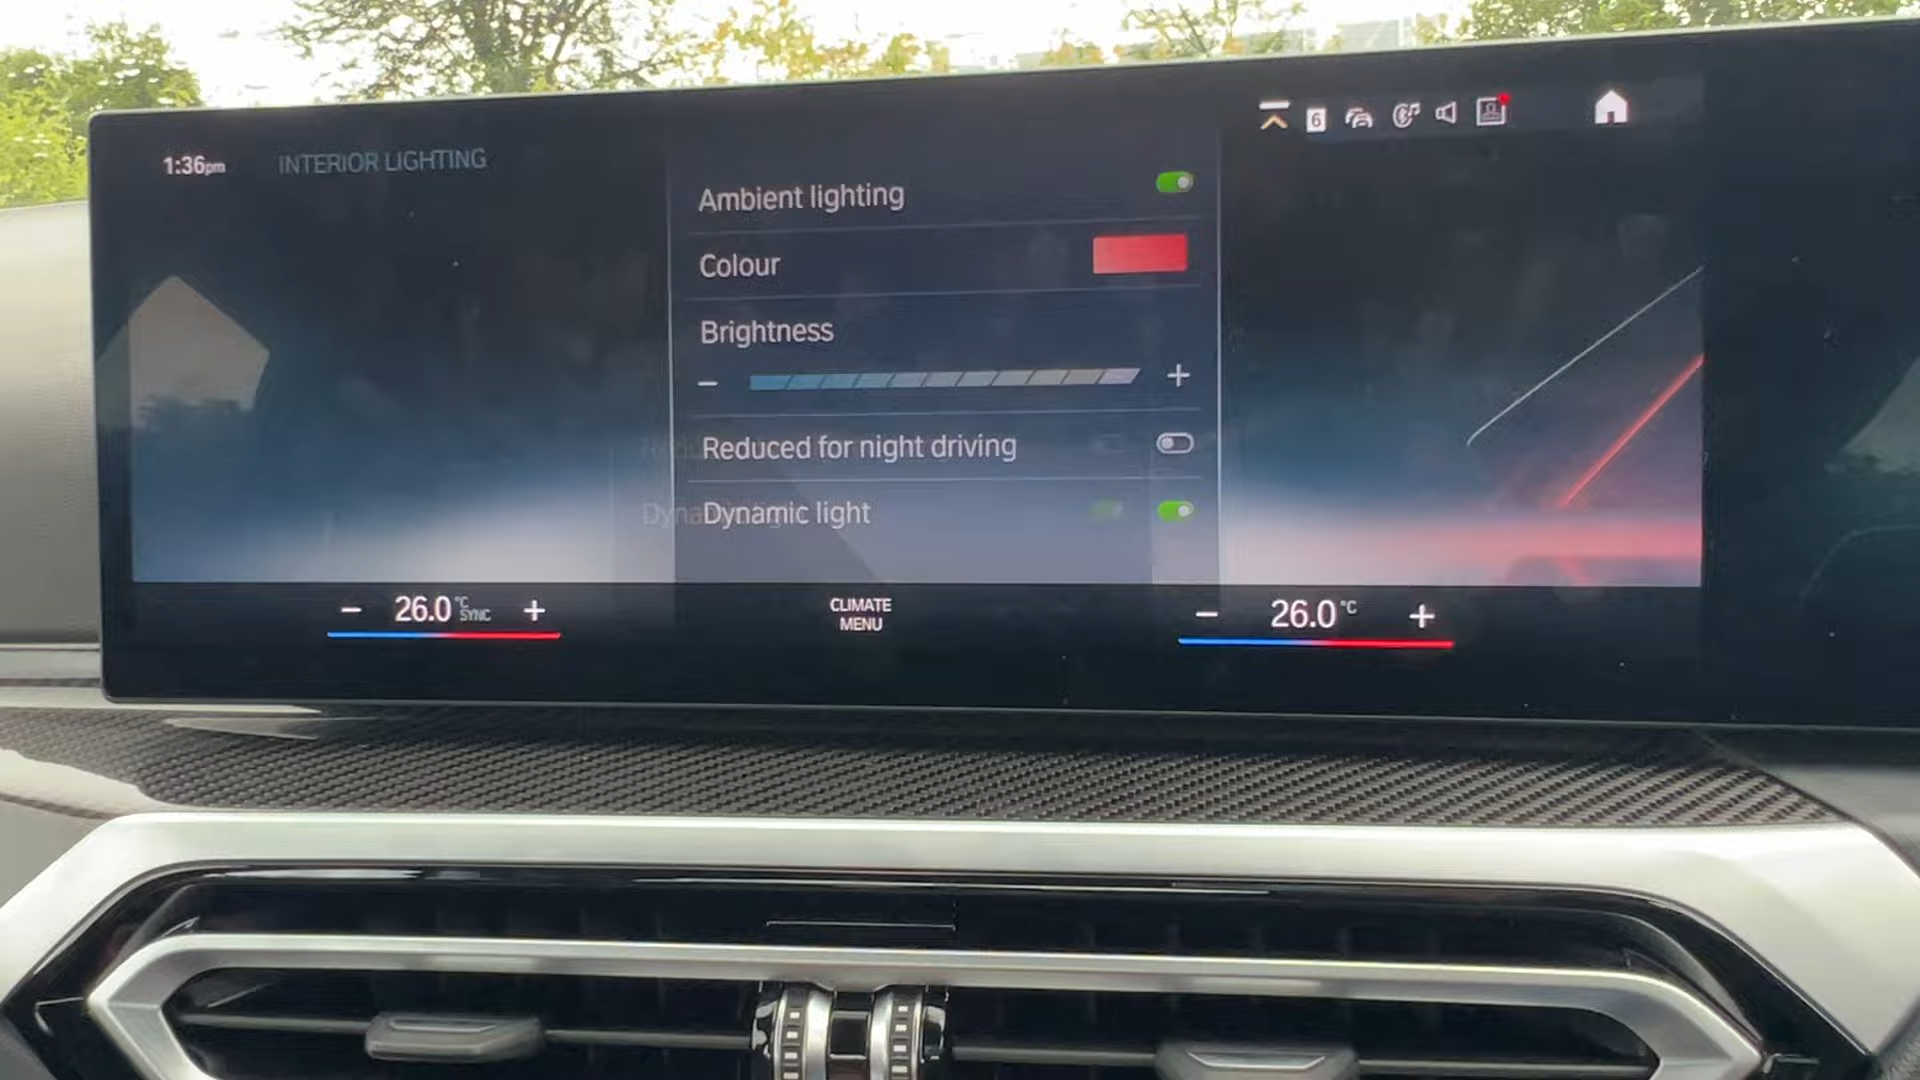 1:36pm
INTERIOR LIGHTING
6
Ambient lighting
Colour
Brightness
− +
Reduced for night driving
Dynamic light
− 26.0 °C SYNC +
CLIMATE
MENU
− 26.0 °C +